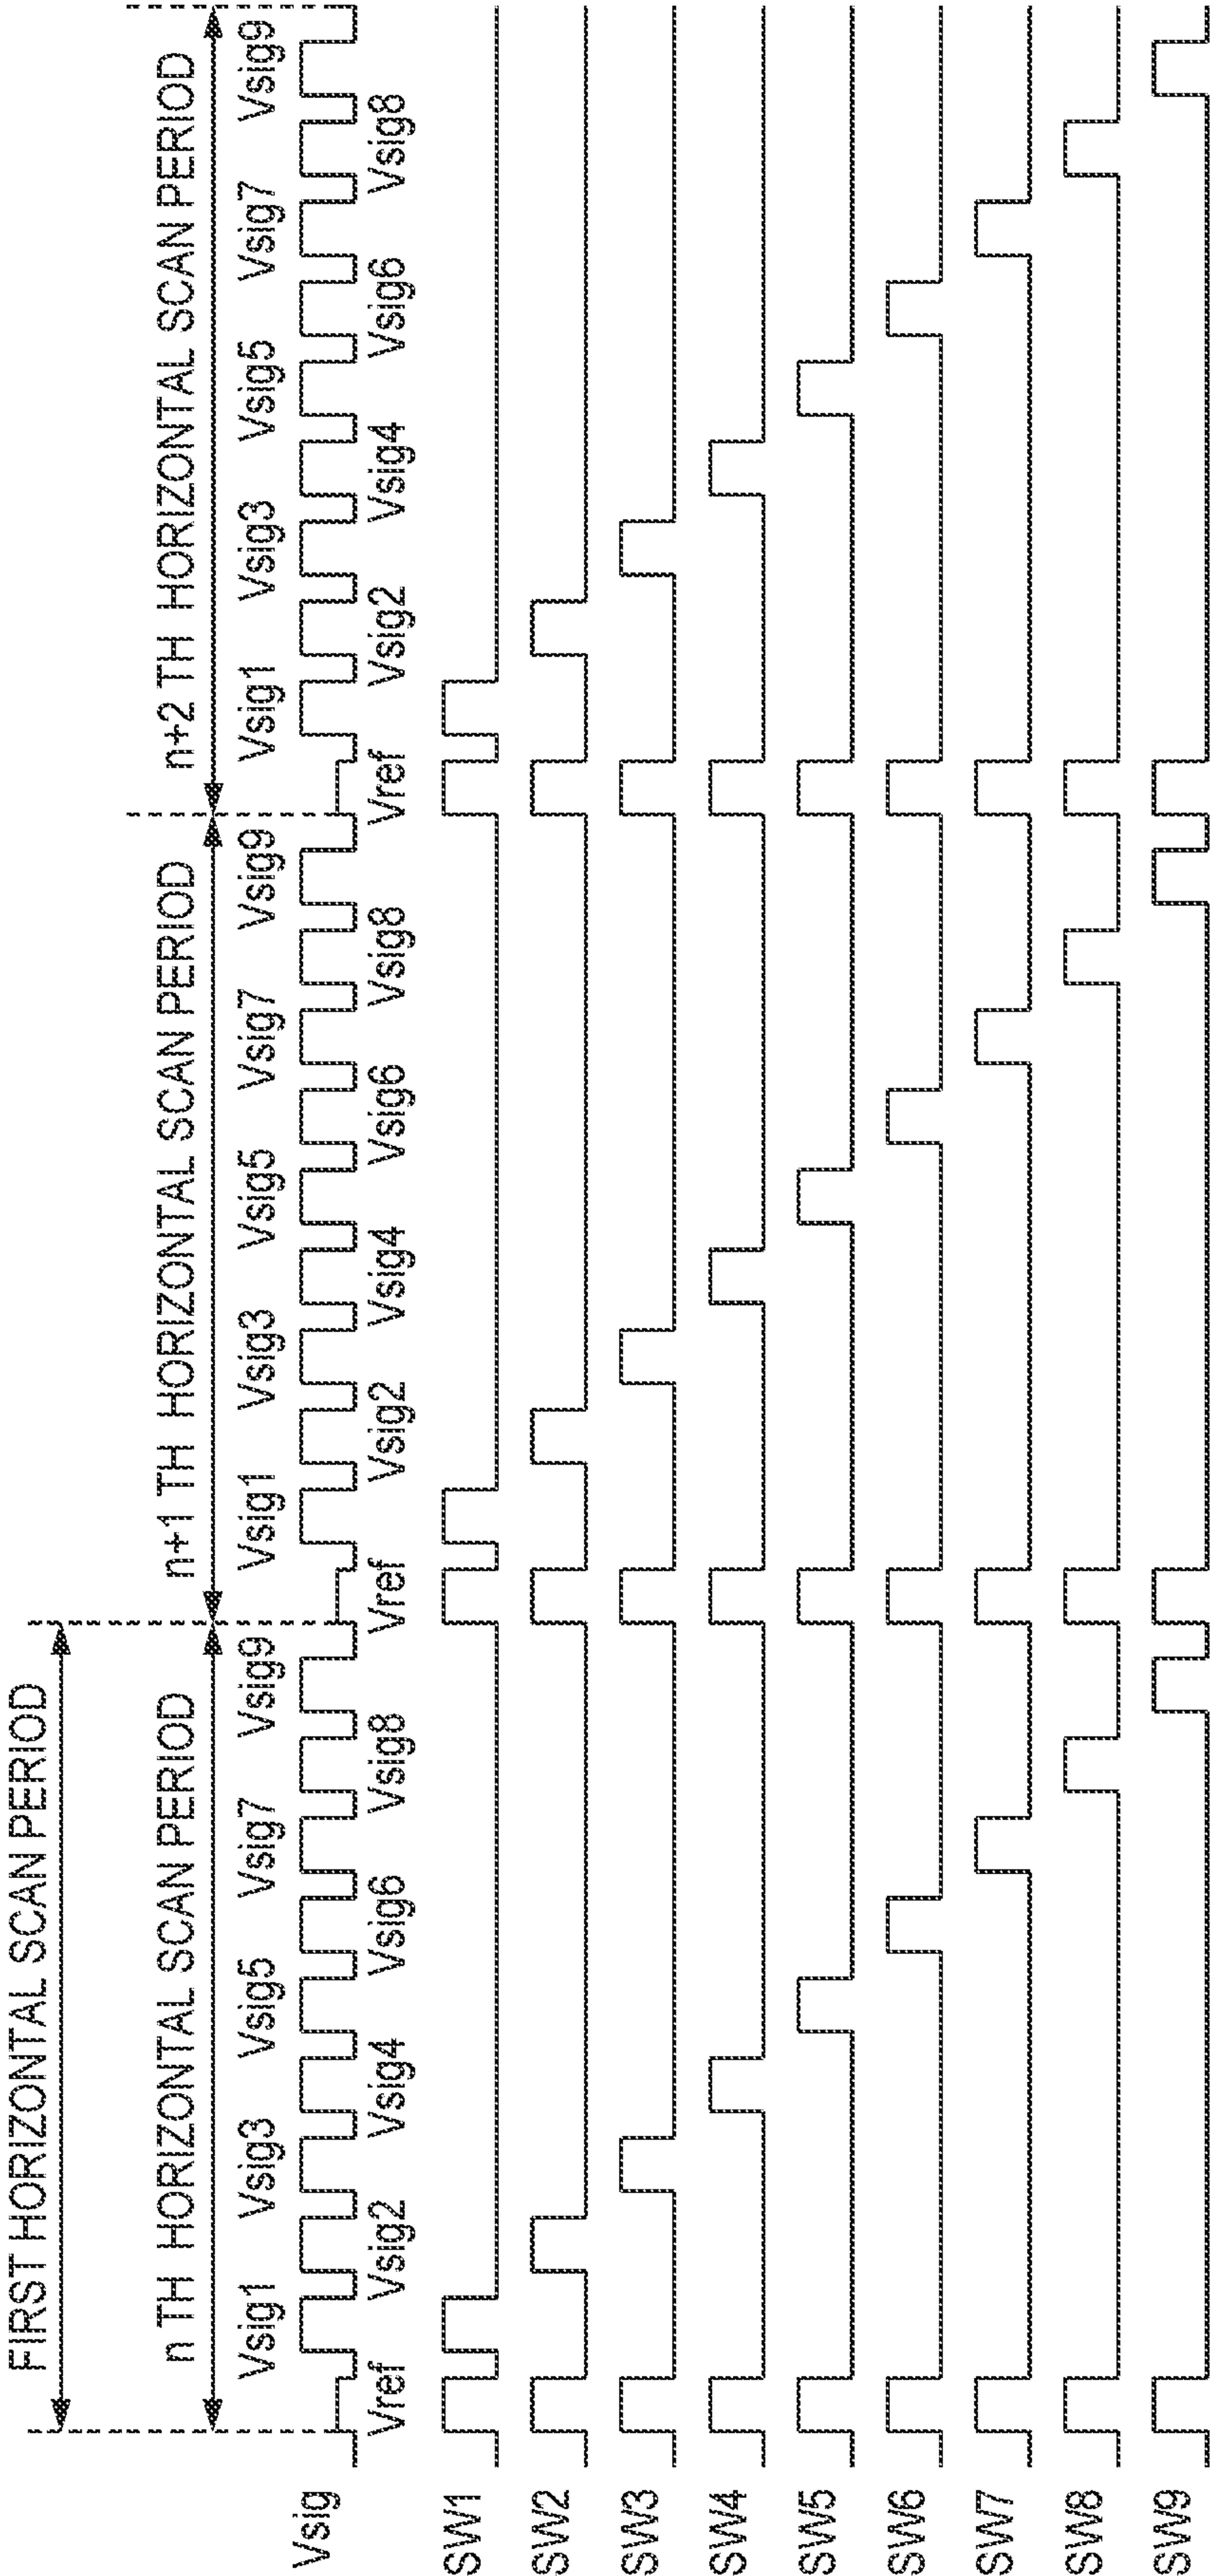 FIRST HORIZONTAL SCAN PERIOD
n TH HORIZONTAL SCAN PERIOD
n+1 TH HORIZONTAL SCAN PERIOD
n+2 TH HORIZONTAL SCAN PERIOD
Vsig1 Vsig3 Vsig5 Vsig7 Vsig9 Vsig1 Vsig3 Vsig5 Vsig7 Vsig9 Vsig1 Vsig3 Vsig5 Vsig7 Vsig9
Vsig
Vref Vsig2 Vsig4 Vsig6 Vsig8 Vref Vsig2 Vsig4 Vsig6 Vsig8 Vref Vsig2 Vsig4 Vsig6 Vsig8
SW1
SW2
SW3
SW4
SW5
SW6
SW7
SW8
SW9